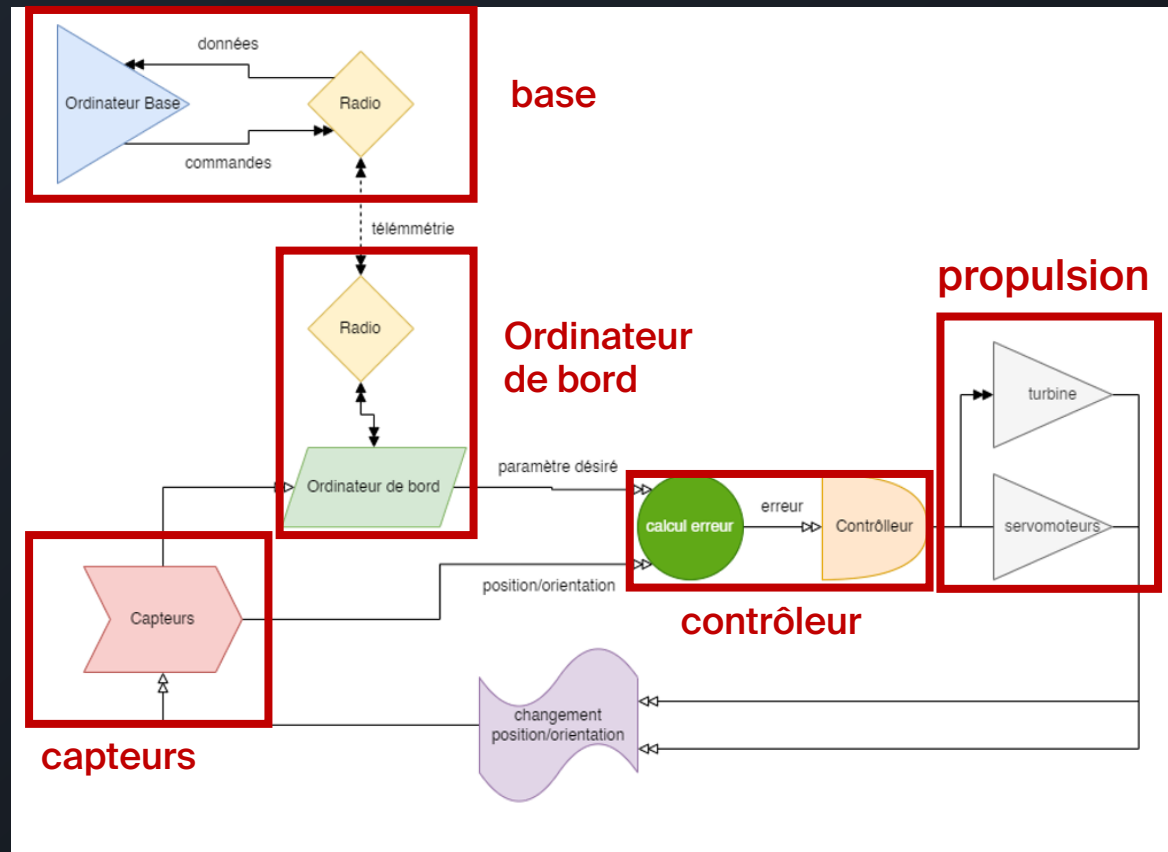 données
Ordinateur Base
Radio
commandes
base
télémmétrie
Radio
Ordinateur
de bord
propulsion
turbine
Ordinateur de bord
paramètre désiré
calcul erreur
erreur
Contrôlleur
servomoteurs
position/orientation
contrôleur
Capteurs
capteurs
changement
position/orientation